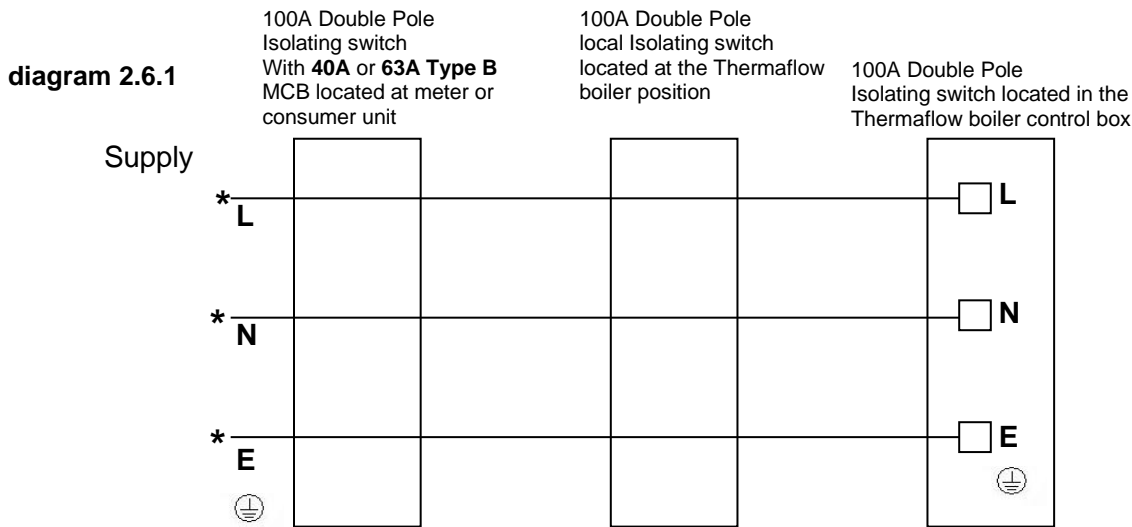 diagram 2.6.1
100A Double Pole
Isolating switch
With 40A or 63A Type B
MCB located at meter or
consumer unit
100A Double Pole
local Isolating switch
located at the Thermaflow
boiler position
100A Double Pole
Isolating switch located in the
Thermaflow boiler control box
Supply
* L
L
* N
N
* E
E